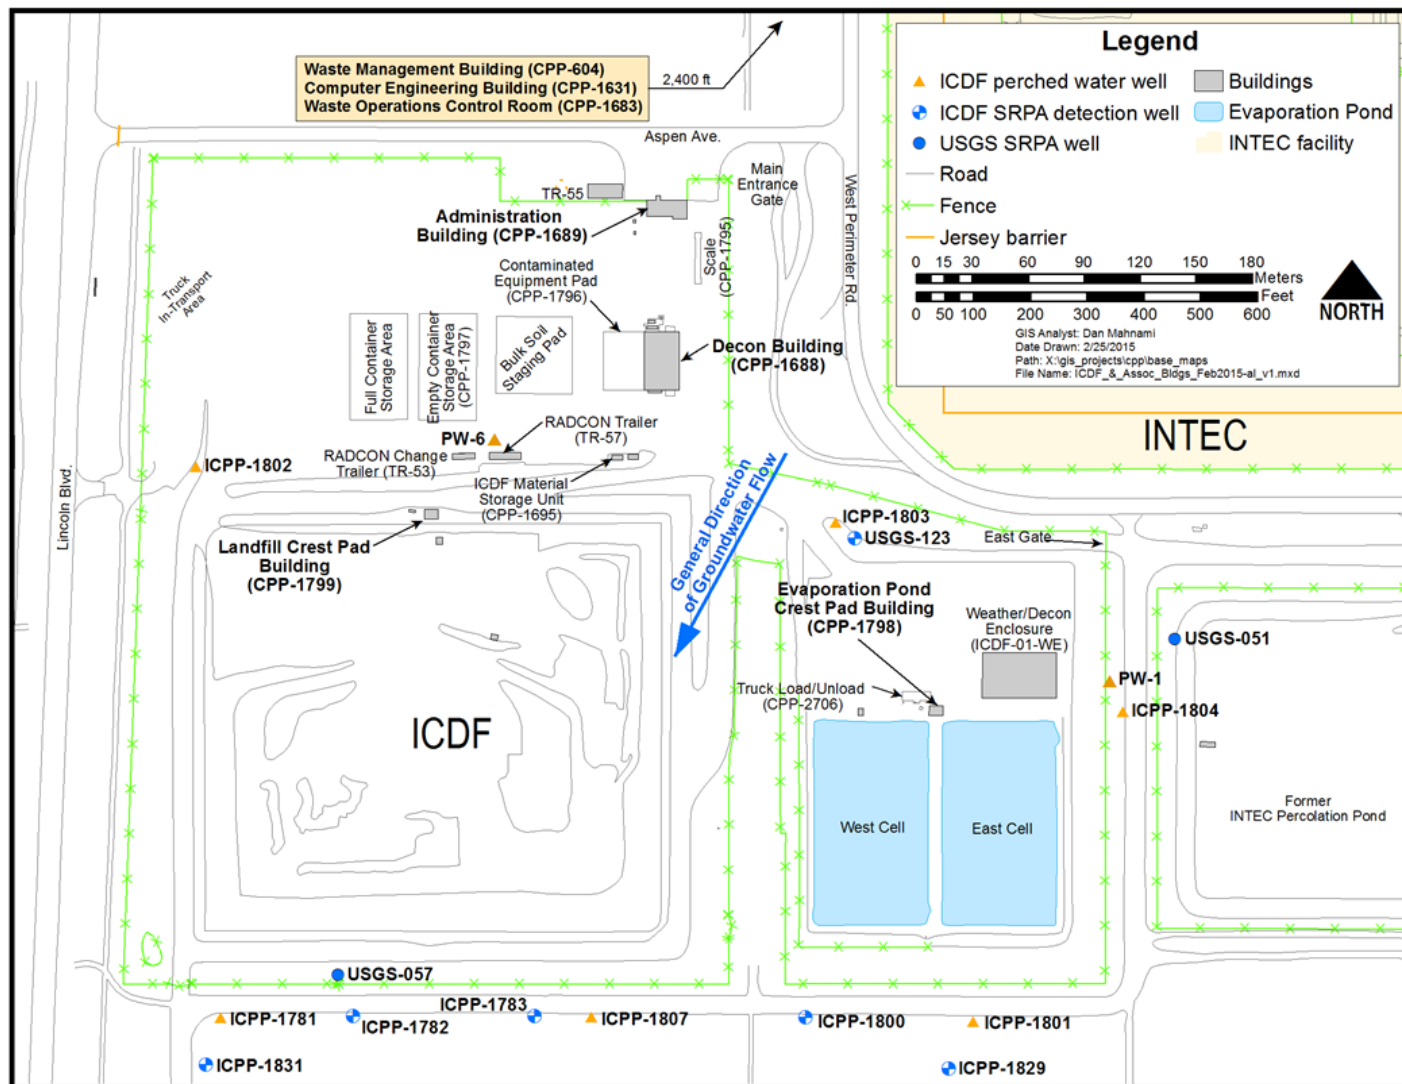 Waste Management Building (CPP-604)
Computer Engineering Building (CPP-1631)
Waste Operations Control Room (CPP-1683)
2,400 ft
Aspen Ave.
Legend
ICDF perched water well
ICDF SRPA detection well
USGS SRPA well
Road
Fence
Jersey barrier
Buildings
Evaporation Pond
INTEC facility
0 15 30 60 90 120 150 180
Meters
Feet
0 50 100 200 300 400 500 600
NORTH
GIS Analyst: Dan Mahnami
Date Drawn: 2/25/2015
Path: X:\gis_projects\cpp\base_maps
File Name: ICDF_&_Assoc_Bldgs_Feb2015-al_v1.mxd
INTEC
TR-55
Main
Entrance
Gate
West Perimeter Rd.
Administration
Building (CPP-1689)
Scale
(CPP-1795)
Truck
In-Transport
Area
Contaminated
Equipment Pad
(CPP-1796)
Full Container
Storage Area
Empty Container
Storage Area
(CPP-1797)
Bulk Soil
Staging Pad
Decon Building
(CPP-1688)
PW-6
RADCON Trailer
(TR-57)
RADCON Change
Trailer (TR-53)
ICPP-1802
Lincoln Blvd.
ICDF Material
Storage Unit
(CPP-1695)
General Direction
of Groundwater Flow
ICPP-1803
USGS-123
East Gate
Landfill Crest Pad
Building
(CPP-1799)
Evaporation Pond
Crest Pad Building
(CPP-1798)
Weather/Decon
Enclosure
(ICDF-01-WE)
USGS-051
PW-1
ICPP-1804
Truck Load/Unload
(CPP-2706)
ICDF
West Cell
East Cell
Former
INTEC Percolation Pond
USGS-057
ICPP-1781
ICPP-1782
ICPP-1783
ICPP-1807
ICPP-1800
ICPP-1801
ICPP-1831
ICPP-1829